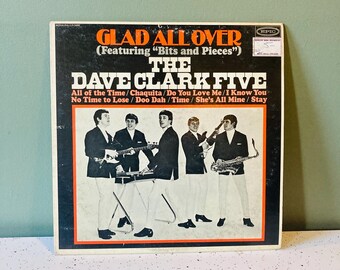 GLAD ALL OVER
(Featuring "Bits and Pieces")
EPIC
THE
DAVE CLARK FIVE
All of the Time / Chaquita / Do You Love Me / I Know You
No Time to Lose / Doo Dah / Time / She's All Mine / Stay